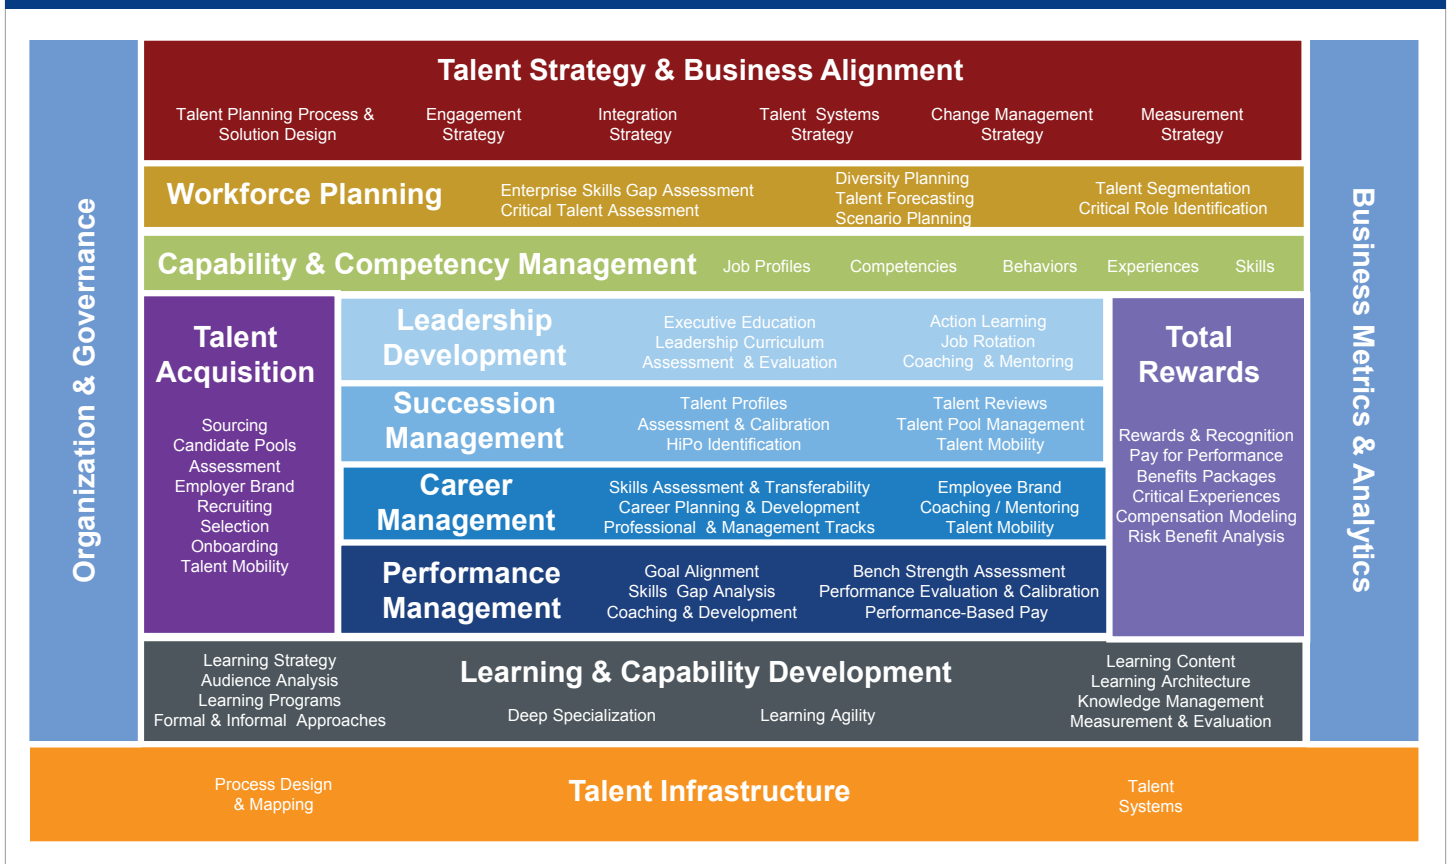 Organization & Governance
Talent Strategy & Business Alignment
Talent Planning Process &
Solution Design
Engagement
Strategy
Integration
Strategy
Talent Systems
Strategy
Change Management
Strategy
Measurement
Strategy
Workforce Planning
Enterprise Skills Gap Assessment
Critical Talent Assessment
Diversity Planning
Talent Forecasting
Scenario Planning
Talent Segmentation
Critical Role Identification
Capability & Competency Management
Job Profiles
Competencies
Behaviors
Experiences
Skills
Talent
Acquisition
Sourcing
Candidate Pools
Assessment
Employer Brand
Recruiting
Selection
Onboarding
Talent Mobility
Leadership
Development
Executive Education
Leadership Curriculum
Assessment & Evaluation
Action Learning
Job Rotation
Coaching & Mentoring
Succession
Management
Talent Profiles
Assessment & Calibration
HiPo Identification
Talent Reviews
Talent Pool Management
Talent Mobility
Career
Management
Skills Assessment & Transferability
Career Planning & Development
Professional & Management Tracks
Employee Brand
Coaching / Mentoring
Talent Mobility
Performance
Management
Goal Alignment
Skills Gap Analysis
Coaching & Development
Bench Strength Assessment
Performance Evaluation & Calibration
Performance-Based Pay
Total
Rewards
Rewards & Recognition
Pay for Performance
Benefits Packages
Critical Experiences
Compensation Modeling
Risk Benefit Analysis
Learning Strategy
Audience Analysis
Learning Programs
Formal & Informal Approaches
Learning & Capability Development
Deep Specialization
Learning Agility
Learning Content
Learning Architecture
Knowledge Management
Measurement & Evaluation
Business Metrics & Analytics
Process Design
& Mapping
Talent Infrastructure
Talent
Systems